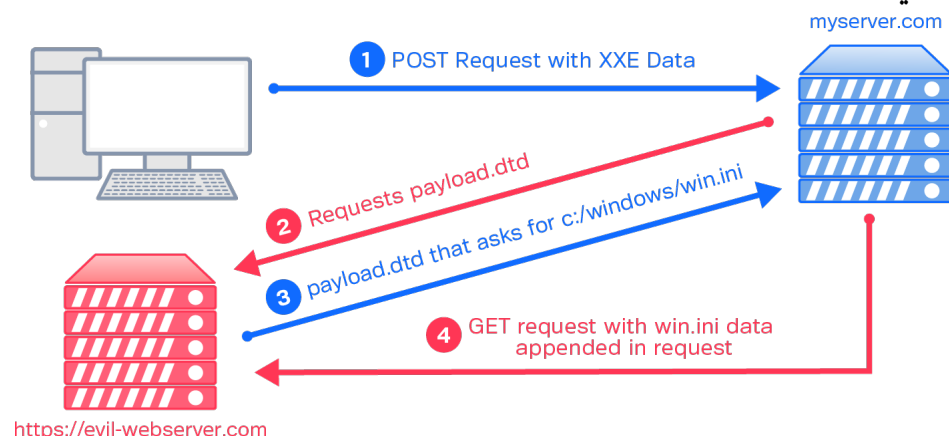 myserver.com
1 POST Request with XXE Data
2 Requests payload.dtd
3 payload.dtd that asks for c:/windows/win.ini
4 GET request with win.ini data
appended in request
https://evil-webserver.com